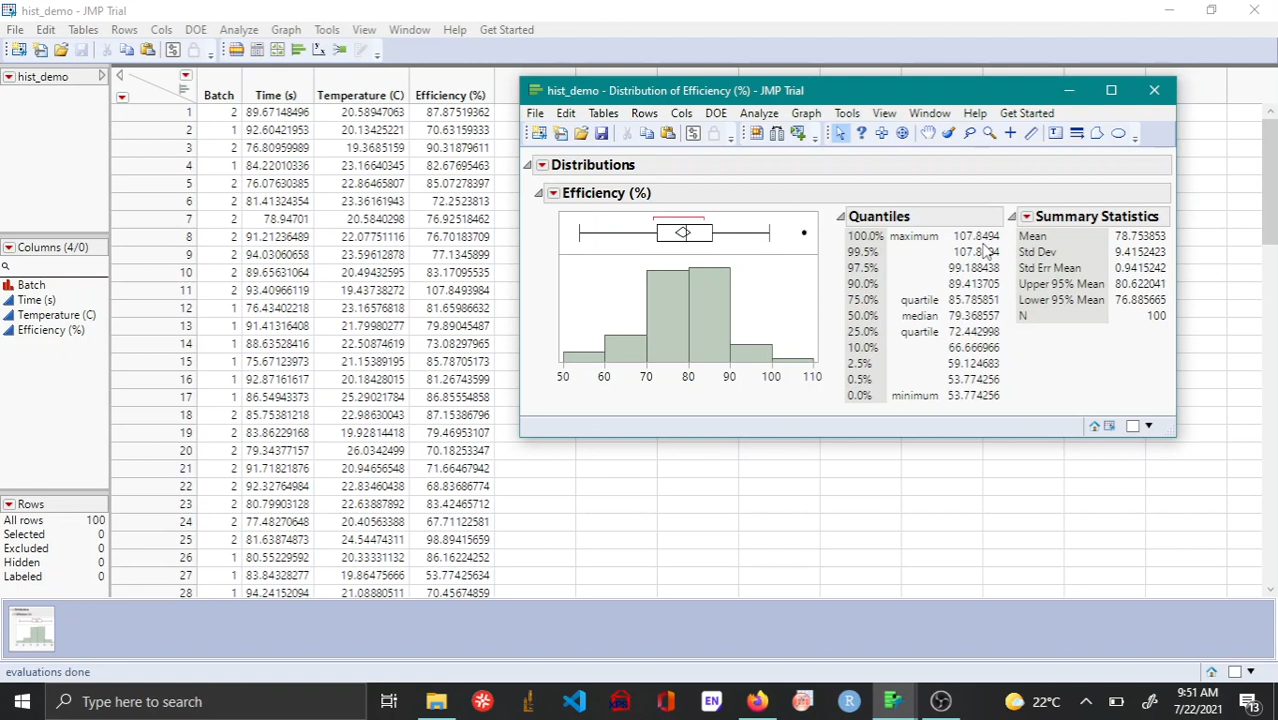 hist_demo - JMP Trial
File Edit Tables Rows Cols DOE Analyze Graph Tools View Window Help Get Started
hist_demo
Batch Time (s) Temperature (C) Efficiency (%)
1 2 89.67148496 20.58947063 87.87519362
2 1 92.60421953 20.13425221 70.63159333
3 2 76.80959989 19.3685159 90.31879611
4 1 84.22010336 23.16640345 82.67695463
5 2 76.07630385 22.86465807 85.07278397
6 2 81.41324354 23.36161943 72.2523813
7 2 78.94701 20.5840298 76.92518462
8 2 91.22711111 22.07751116 76.70183709
9 2 94.03060658 23.59612878 77.1345899
10 2 89.65631064 20.49432595 83.17095535
11 2 93.40966119 19.43738272 107.8493984
12 1 76.43402218 23.16576818 81.65986632
13 1 91.41316408 21.79980277 79.89045487
14 1 88.63528416 22.50874619 73.08297965
15 1 75.67123973 21.15389195 85.78705173
16 1 92.87161617 20.18428015 81.26743599
17 1 86.54943373 25.29021784 86.85554858
18 2 85.75381218 22.98630043 87.15386796
19 2 83.86229168 19.92814418 79.46953107
20 2 79.34377157 26.0342499 70.18253347
21 2 91.71821876 20.94656548 71.66467942
22 2 92.32764984 22.83460438 68.83686774
23 2 80.79903128 22.63887892 83.42465712
24 2 77.48270648 20.40563388 67.71122581
25 2 81.63874873 24.54474311 98.89415659
26 1 80.55229592 19.33331132 86.16224252
27 1 83.84328277 19.86475666 53.77425634
28 1 94.24152094 21.08880511 70.45674859
Columns (4/0)
Batch
Time (s)
Temperature (C)
Efficiency (%)
Rows
All rows 100
Selected 0
Excluded 0
Hidden 0
Labeled 0
hist_demo - Distribution of Efficiency (%) - JMP Trial
File Edit Tables Rows Cols DOE Analyze Graph Tools View Window Help Get Started
Distributions
Efficiency (%)
50 60 70 80 90 100 110
Quantiles
100.0% maximum 107.8494
99.5%
97.5% 99.188438
90.0% 89.413705
75.0% quartile 85.785851
50.0% median 79.368557
25.0% quartile 72.442998
10.0% 66.666966
2.5% 59.124683
0.5% 53.774256
0.0% minimum 53.774256
Summary Statistics
Mean 78.753853
Std Dev 9.4152423
Std Err Mean 0.9415242
Upper 95% Mean 80.622041
Lower 95% Mean 76.885665
N 100
evaluations done
Type here to search
EN
R
22°C
9:51 AM
7/22/2021
13